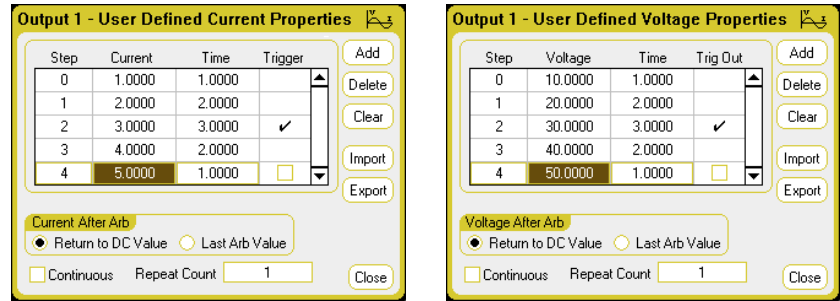 Output 1 - User Defined Current Properties
Step Current Time Trigger
0 1.0000 1.0000
1 2.0000 2.0000
2 3.0000 3.0000 ✔
3 4.0000 2.0000
4 5.0000 1.0000
Add
Delete
Clear
Import
Export
Current After Arb
Return to DC Value Last Arb Value
Continuous Repeat Count 1
Close
Output 1 - User Defined Voltage Properties
Step Voltage Time Trig Out
0 10.0000 1.0000
1 20.0000 2.0000
2 30.0000 3.0000 ✔
3 40.0000 2.0000
4 50.0000 1.0000
Add
Delete
Clear
Import
Export
Voltage After Arb
Return to DC Value Last Arb Value
Continuous Repeat Count 1
Close